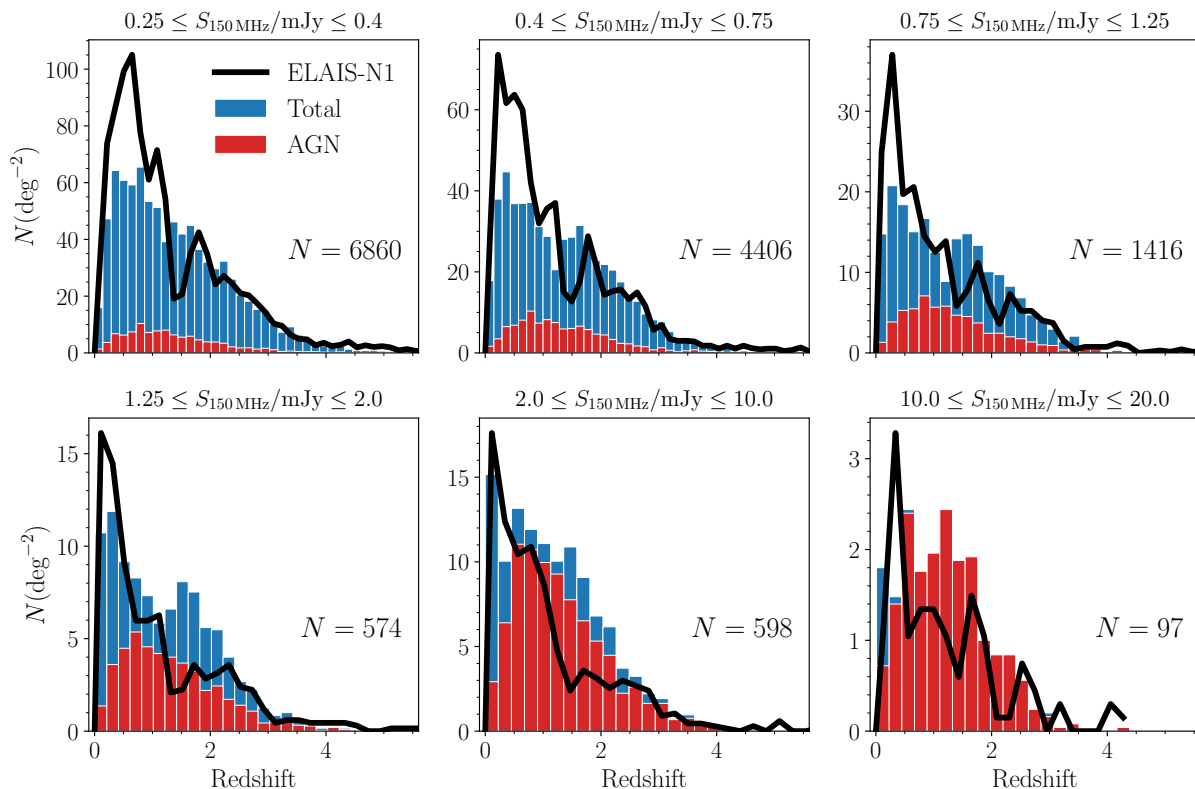 0.25 ≤ S150 MHz/mJy ≤ 0.4
0.4 ≤ S150 MHz/mJy ≤ 0.75
0.75 ≤ S150 MHz/mJy ≤ 1.25
N(deg−2)
100
80
60
40
20
0
ELAIS-N1
Total
AGN
N = 6860
60
40
20
0
N = 4406
30
20
10
0
N = 1416
1.25 ≤ S150 MHz/mJy ≤ 2.0
2.0 ≤ S150 MHz/mJy ≤ 10.0
10.0 ≤ S150 MHz/mJy ≤ 20.0
N(deg−2)
15
10
5
0
N = 574
0 2 4
Redshift
15
10
5
0
N = 598
0 2 4
Redshift
3
2
1
0
N = 97
0 2 4
Redshift